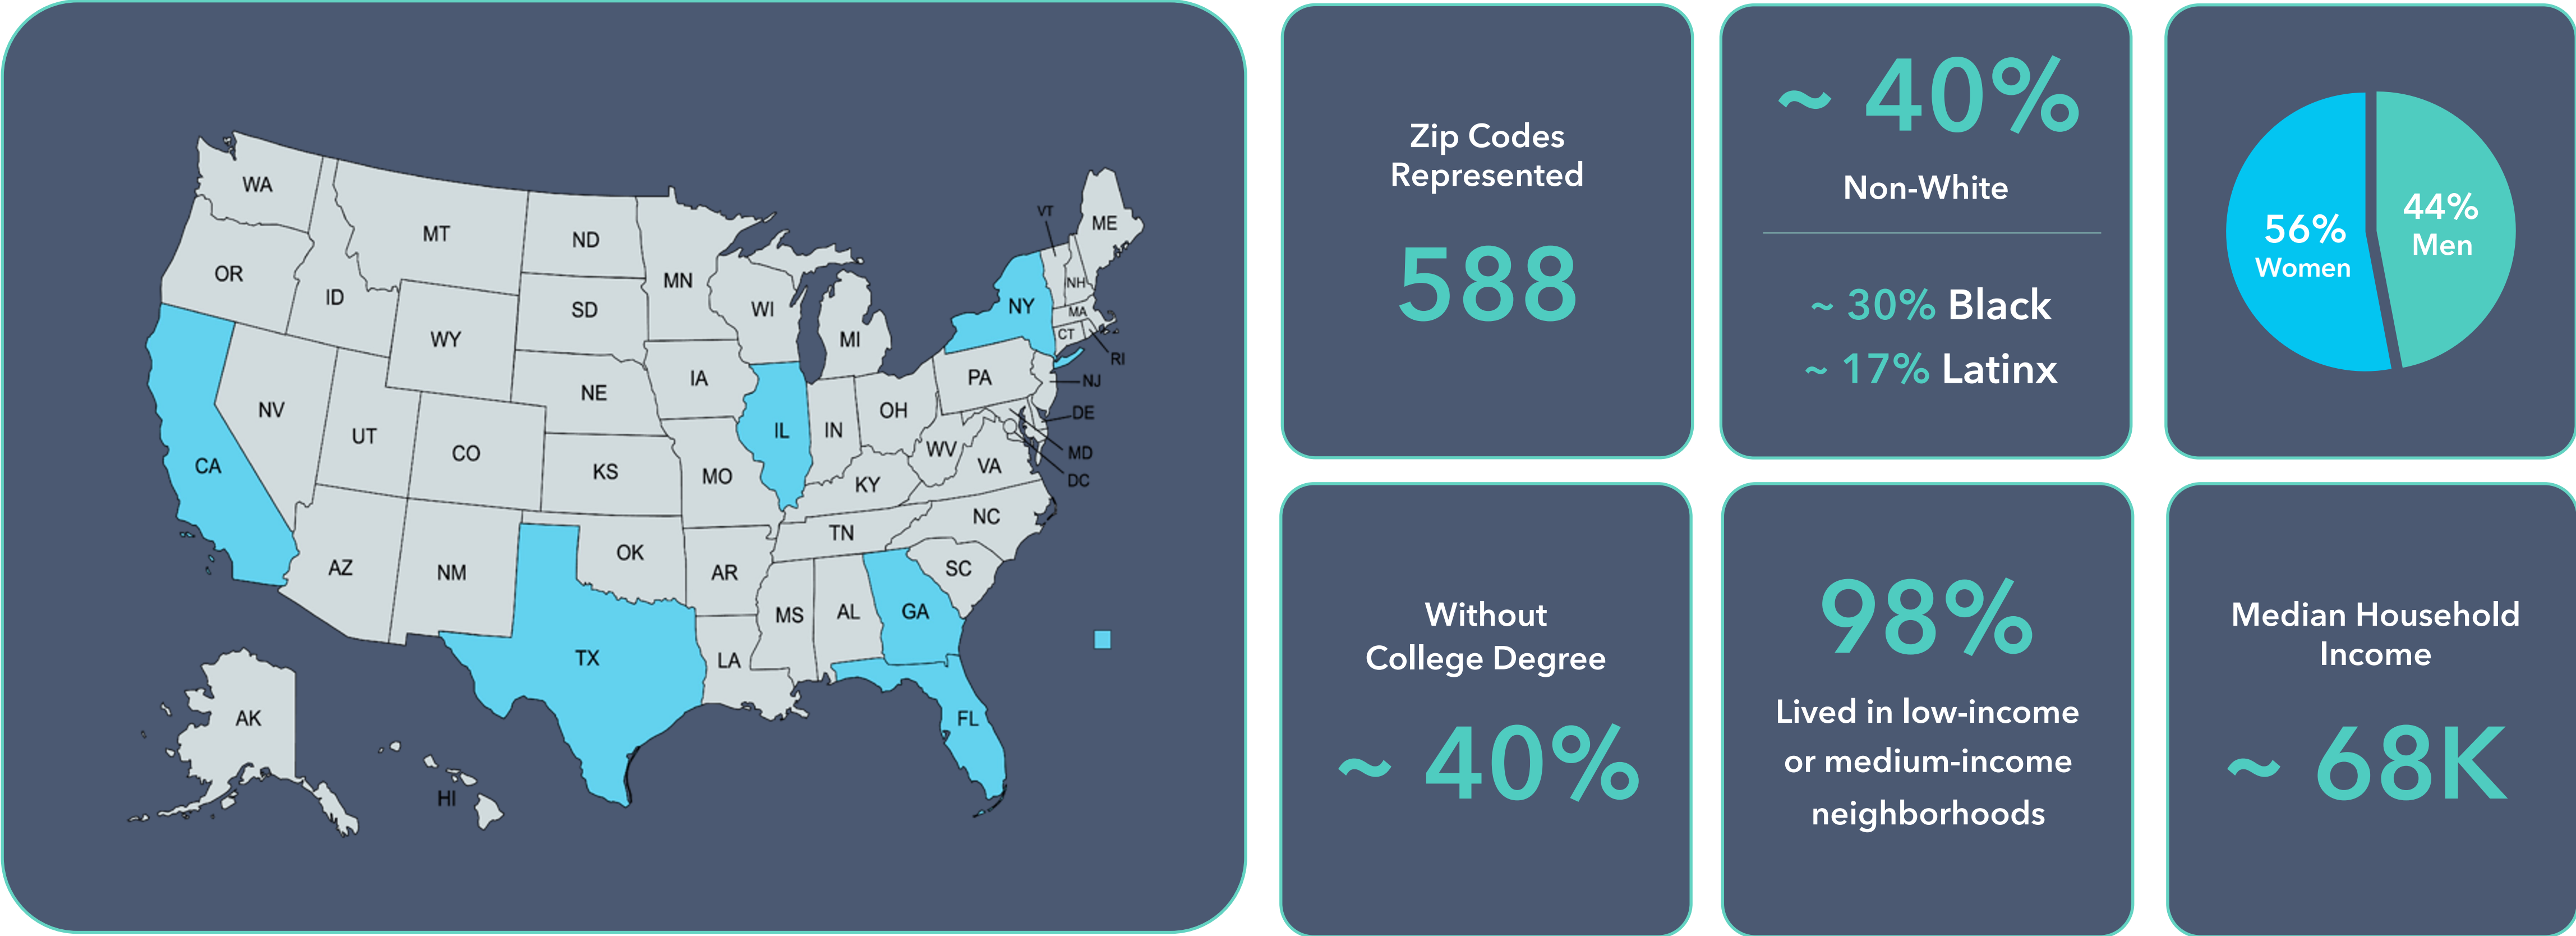 WA
MT
ND
MN
VT
ME
OR
ID
SD
WI
NY
NH
MA
WY
MI
CT
RI
IA
PA
NJ
NE
NV
OH
DE
UT
IL
IN
CO
WV
MD
CA
KS
MO
VA
DC
KY
NC
TN
OK
AZ
NM
AR
SC
MS
AL
GA
TX
LA
AK
FL
HI
Zip Codes
Represented
588
~ 40%
Non-White
~ 30% Black
~ 17% Latinx
56%
Women
44%
Men
Without
College Degree
~ 40%
98%
Lived in low-income
or medium-income
neighborhoods
Median Household
Income
~ 68K